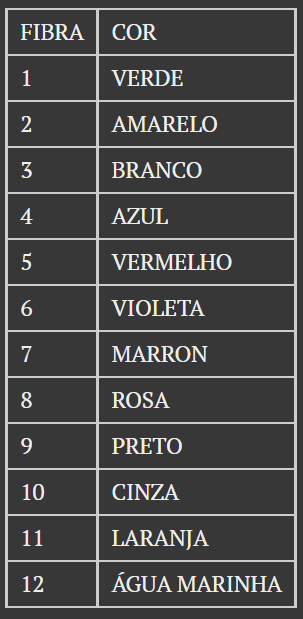 FIBRA COR
1 VERDE
2 AMARELO
3 BRANCO
4 AZUL
5 VERMELHO
6 VIOLETA
7 MARRON
8 ROSA
9 PRETO
10 CINZA
11 LARANJA
12 ÁGUA MARINHA